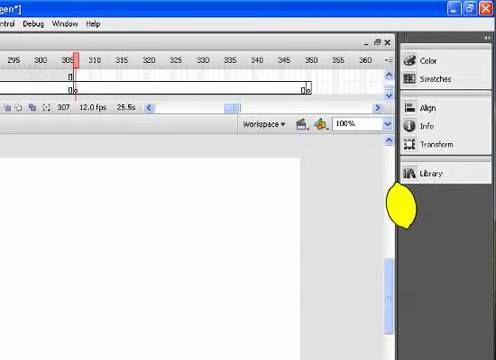 gen*]
ntrol Debug Window Help
295 300 305 310 315 320 325 330 335 340 345 350 355 360
307 12.0 fps 25.5s
Workspace 100%
Color
Swatches
Align
Info
Transform
Library